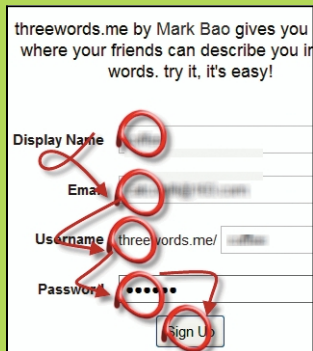 threewords.me by Mark Bao gives you
where your friends can describe you in
words. try it, it's easy!
Display Name
Email
Username threewords.me/
Password ••••••
Sign Up